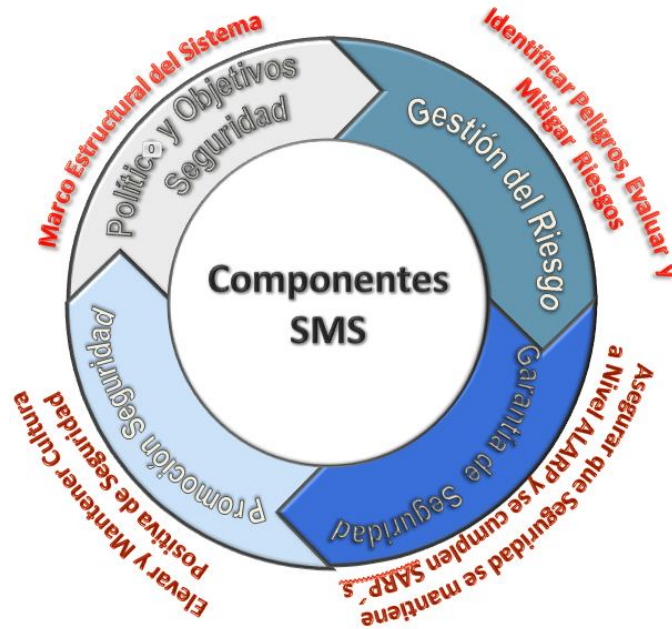 Marco Estructural del Sistema
Político y Objetivos
Seguridad
Identificar Peligros, Evaluar y
Mitigar Riesgos
Gestión del Riesgo
Componentes
SMS
Garantía de Seguridad
Asegurar que Seguridad se mantiene
a Nivel ALARP y se cumplen SARP´s
Promoción Seguridad
Elevar y Mantener Cultura
Positiva de Seguridad